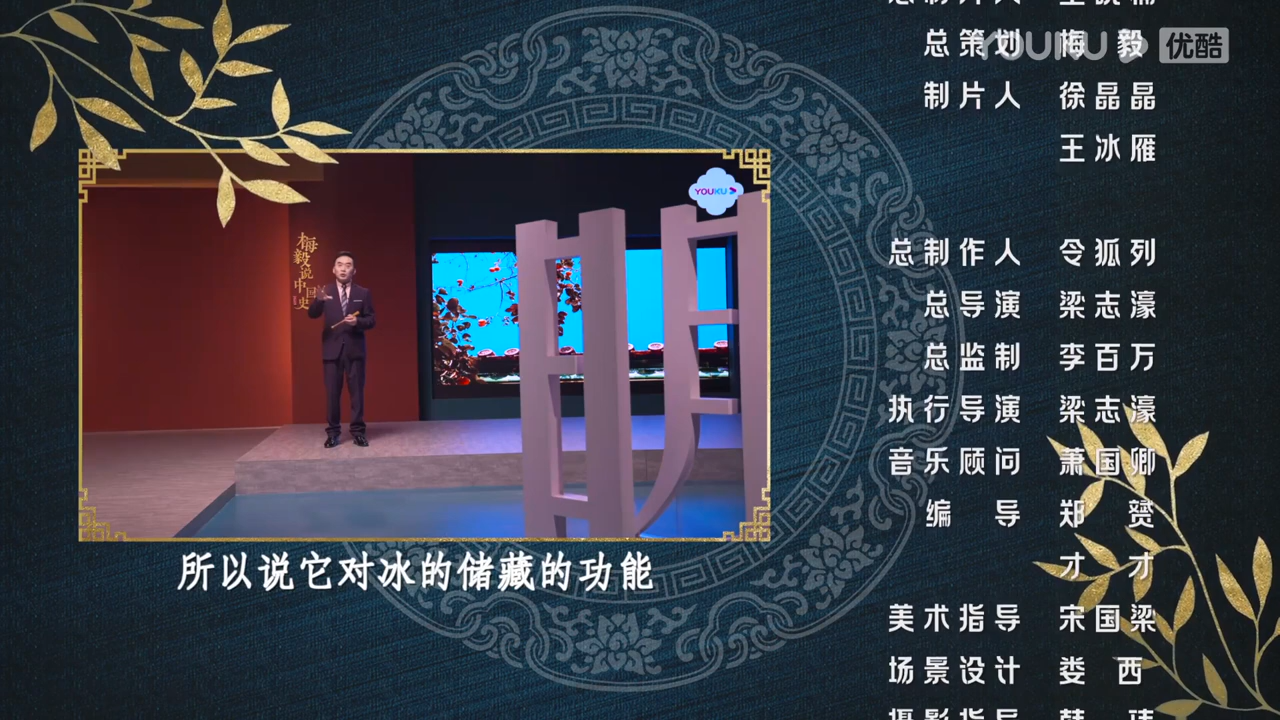 总策划 梅毅
制片人 徐晶晶
王冰雁
总制作人 令狐列
总导演 梁志濠
总监制 李百万
执行导演 梁志濠
音乐顾问 萧国卿
编导 郑赟
才才
美术指导 宋国梁
场景设计 娄西
YOUKU 优酷
YOUKU
梅毅说中国史
明
所以说它对冰的储藏的功能